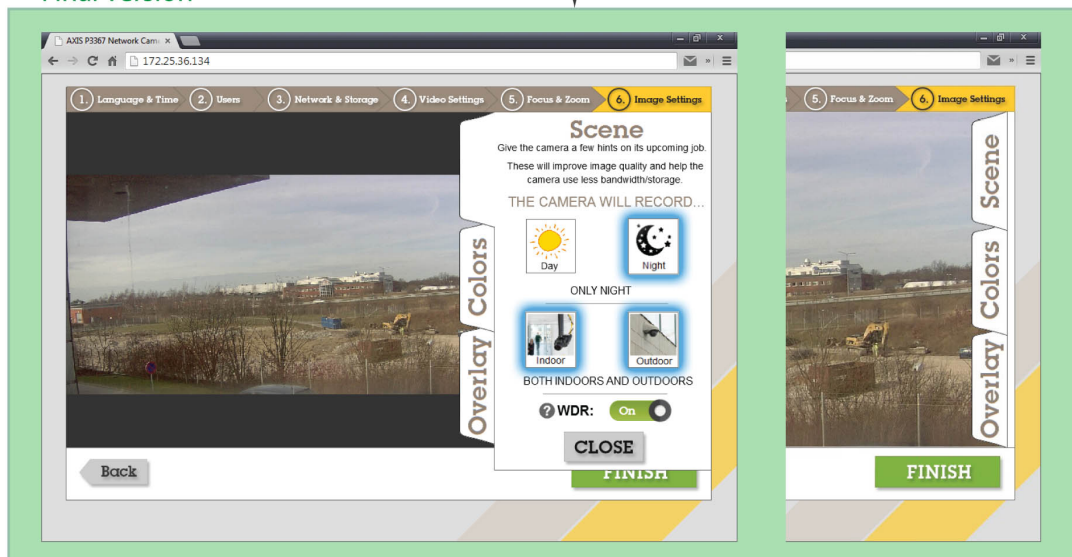 Final version
AXIS P3367 Network Cam
172.25.36.134
1. Language & Time 2. Users 3. Network & Storage 4. Video Settings 5. Focus & Zoom 6. Image Settings
Scene
Give the camera a few hints on its upcoming job.
These will improve image quality and help the
camera use less bandwidth/storage.
THE CAMERA WILL RECORD...
Day Night
ONLY NIGHT
Indoor Outdoor
BOTH INDOORS AND OUTDOORS
? WDR: On
CLOSE
Colors
Overlay
Back
FINISH
5. Focus & Zoom 6. Image Settings
Scene
Colors
Overlay
FINISH